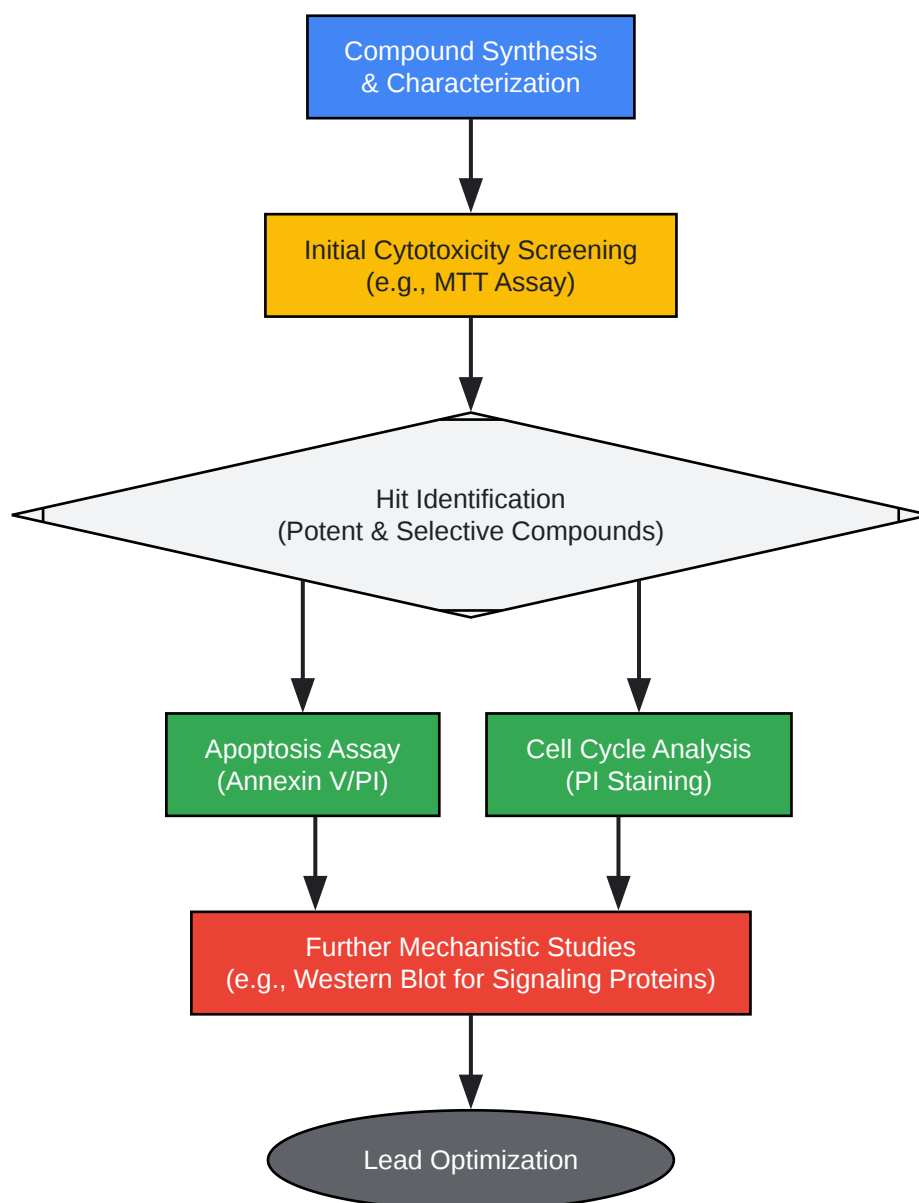 Compound Synthesis
& Characterization
Initial Cytotoxicity Screening
(e.g., MTT Assay)
Hit Identification
(Potent & Selective Compounds)
Apoptosis Assay
(Annexin V/PI)
Cell Cycle Analysis
(PI Staining)
Further Mechanistic Studies
(e.g., Western Blot for Signaling Proteins)
Lead Optimization